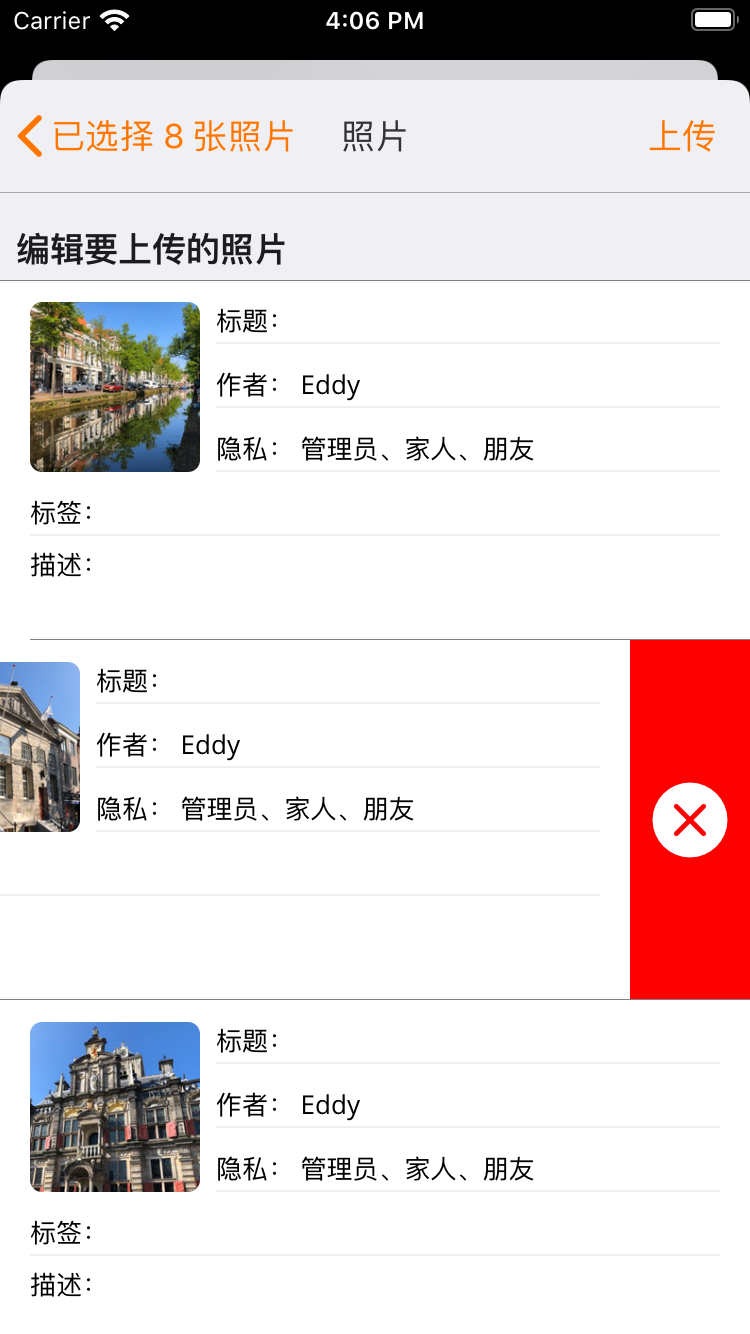 Carrier 4:06 PM
已选择 8 张照片 照片 上传
编辑要上传的照片
标题：
作者： Eddy
隐私： 管理员、家人、朋友
标签：
描述：
标题：
作者： Eddy
隐私： 管理员、家人、朋友
标题：
作者： Eddy
隐私： 管理员、家人、朋友
标签：
描述：